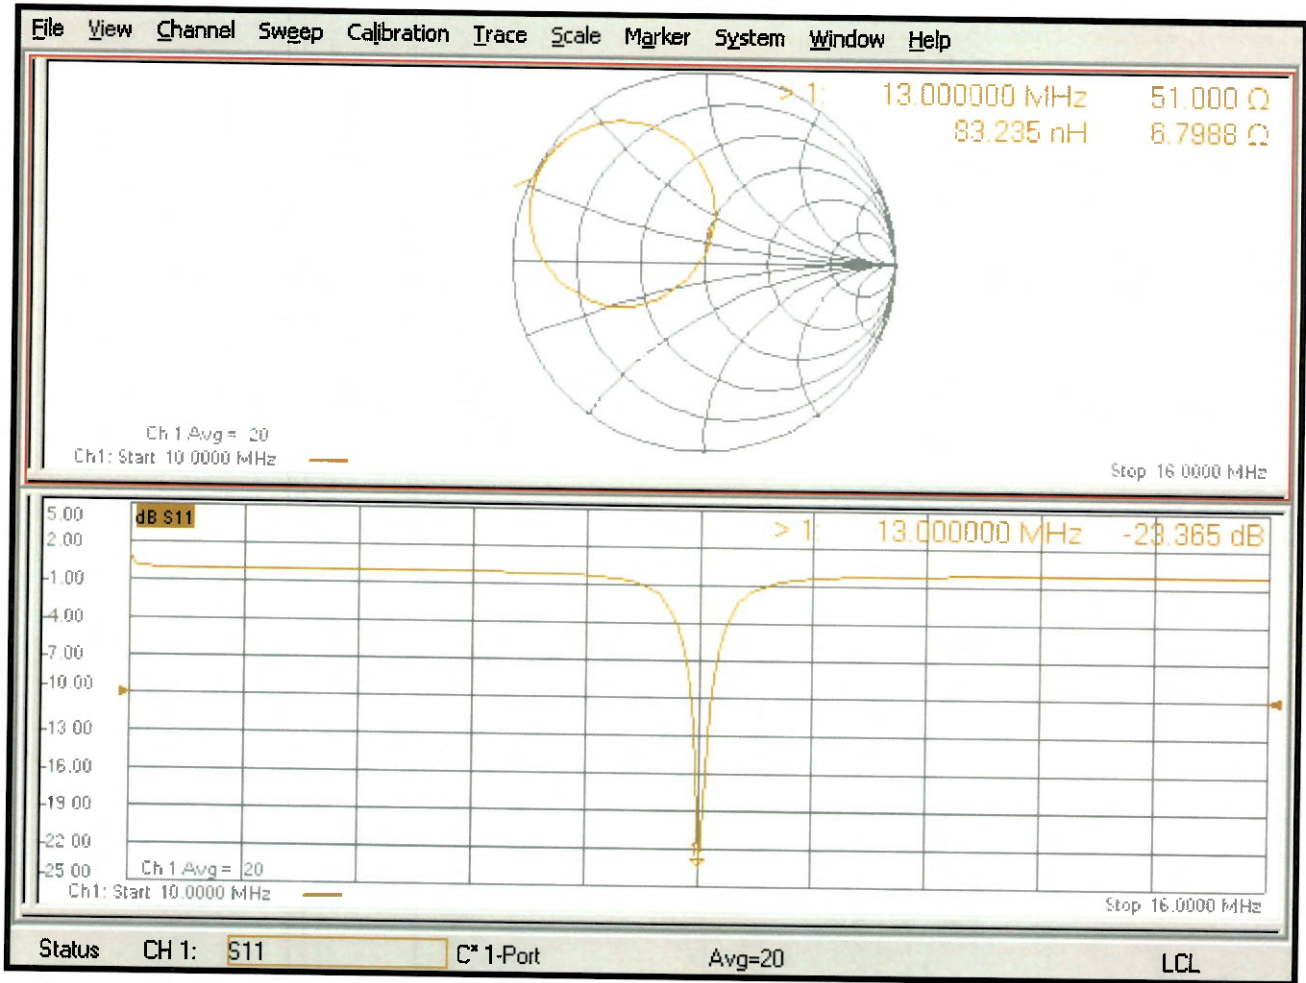 File View Channel Sweep Calibration Trace Scale Marker System Window Help
> 1: 13.000000 MHz 51.000 Ω
83.235 nH 6.7988 Ω
Ch 1 Avg = 20
Ch1: Start 10.0000 MHz
Stop 16.0000 MHz
5.00
dB S11
> 1: 13.000000 MHz -23.365 dB
2.00
-1.00
-4.00
-7.00
-10.00
-13.00
-16.00
-19.00
-22.00
-25.00
Ch 1 Avg = 20
Ch1: Start 10.0000 MHz
Stop 16.0000 MHz
Status CH 1: S11 C* 1-Port Avg=20 LCL